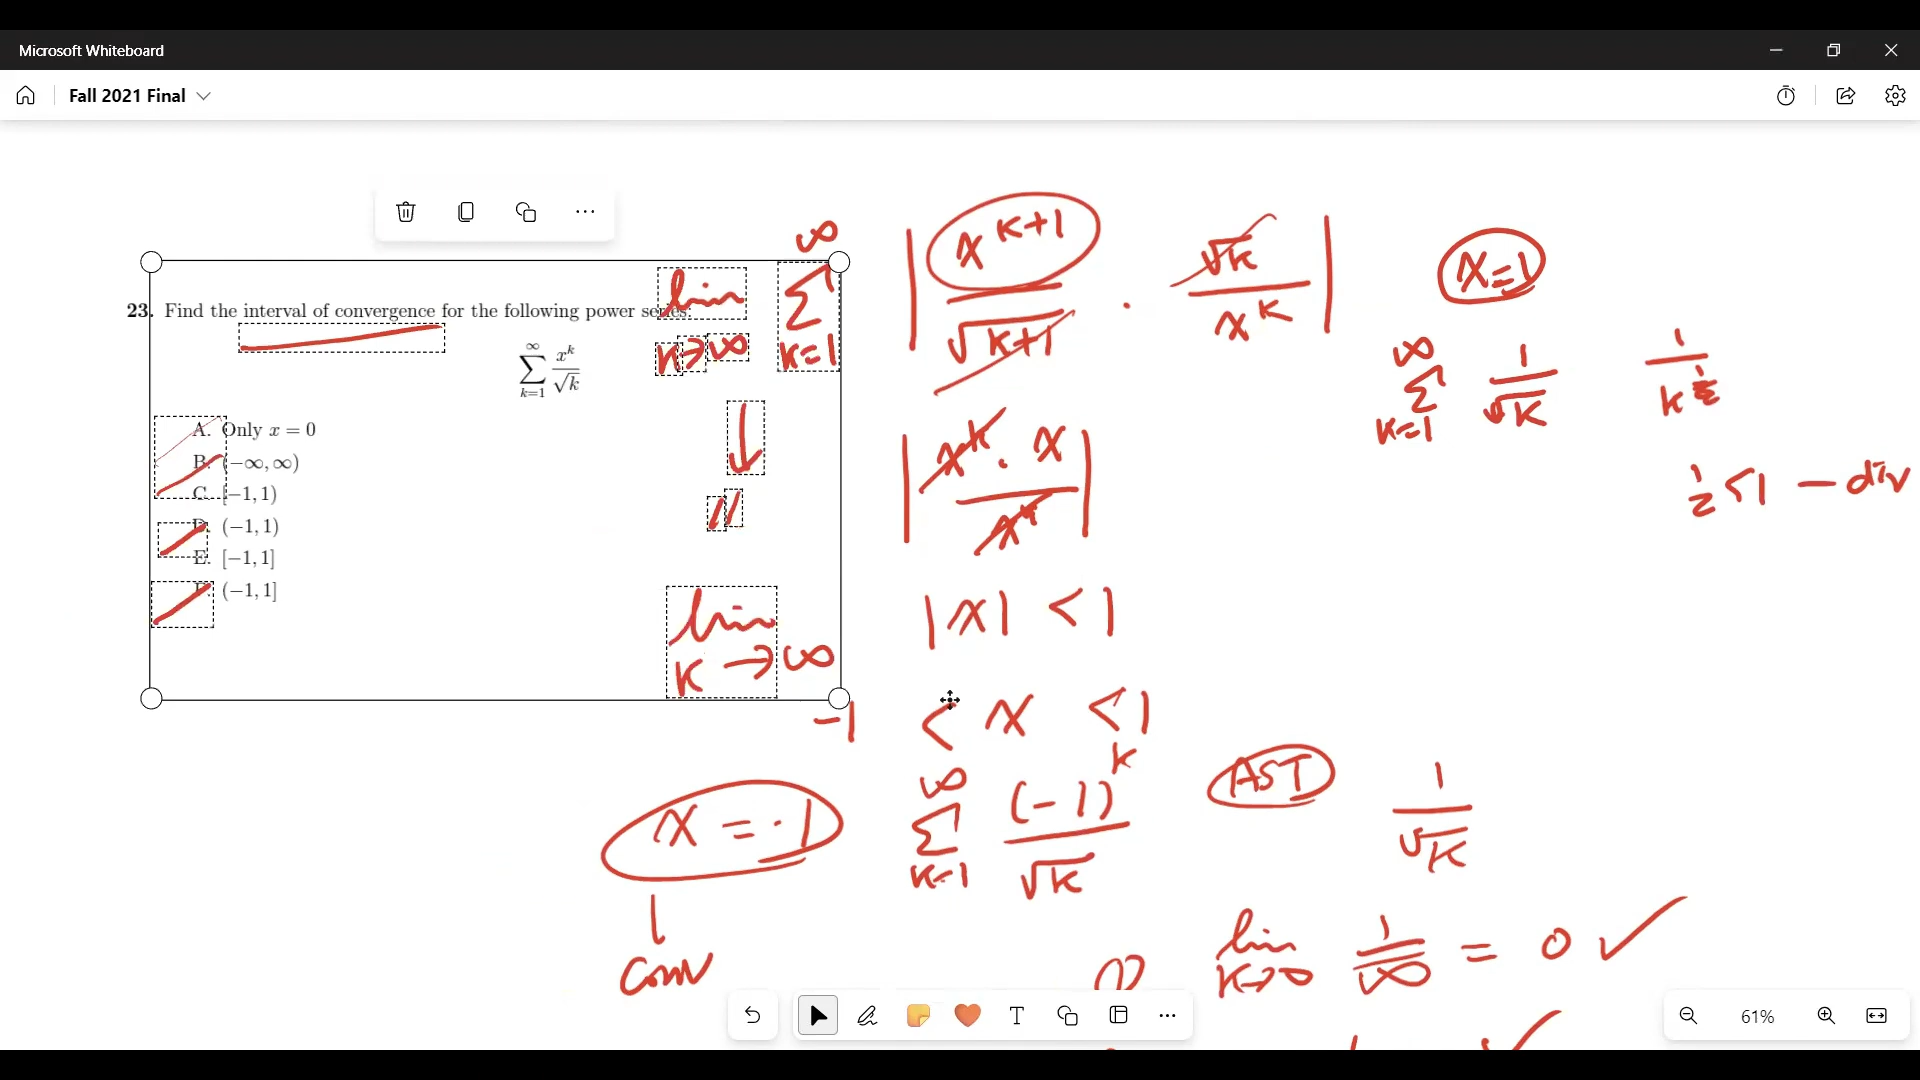 Microsoft Whiteboard
Fall 2021 Final
23. Find the interval of convergence for the following power series:
∞
∑ x^k/√k
k=1
A. Only x = 0
B. (−∞, ∞)
C. [−1, 1)
D. (−1, 1)
E. [−1, 1]
F. (−1, 1]
lim
k→∞
∞
∑
k=1
| x^{k+1}/√(k+1) · √k/x^k |
x=1
∞
∑ 1/√k
k=1
1/k^{1/2}
1/2 < 1 — div
| x^k · x / x^k |
lim
k→∞
|x| < 1
−1 < x < 1
x = -1
conv
∞
∑ (-1)^k/√k
k=1
AST
1/√k
lim 1/∞ = 0 ✓
k→∞
61%